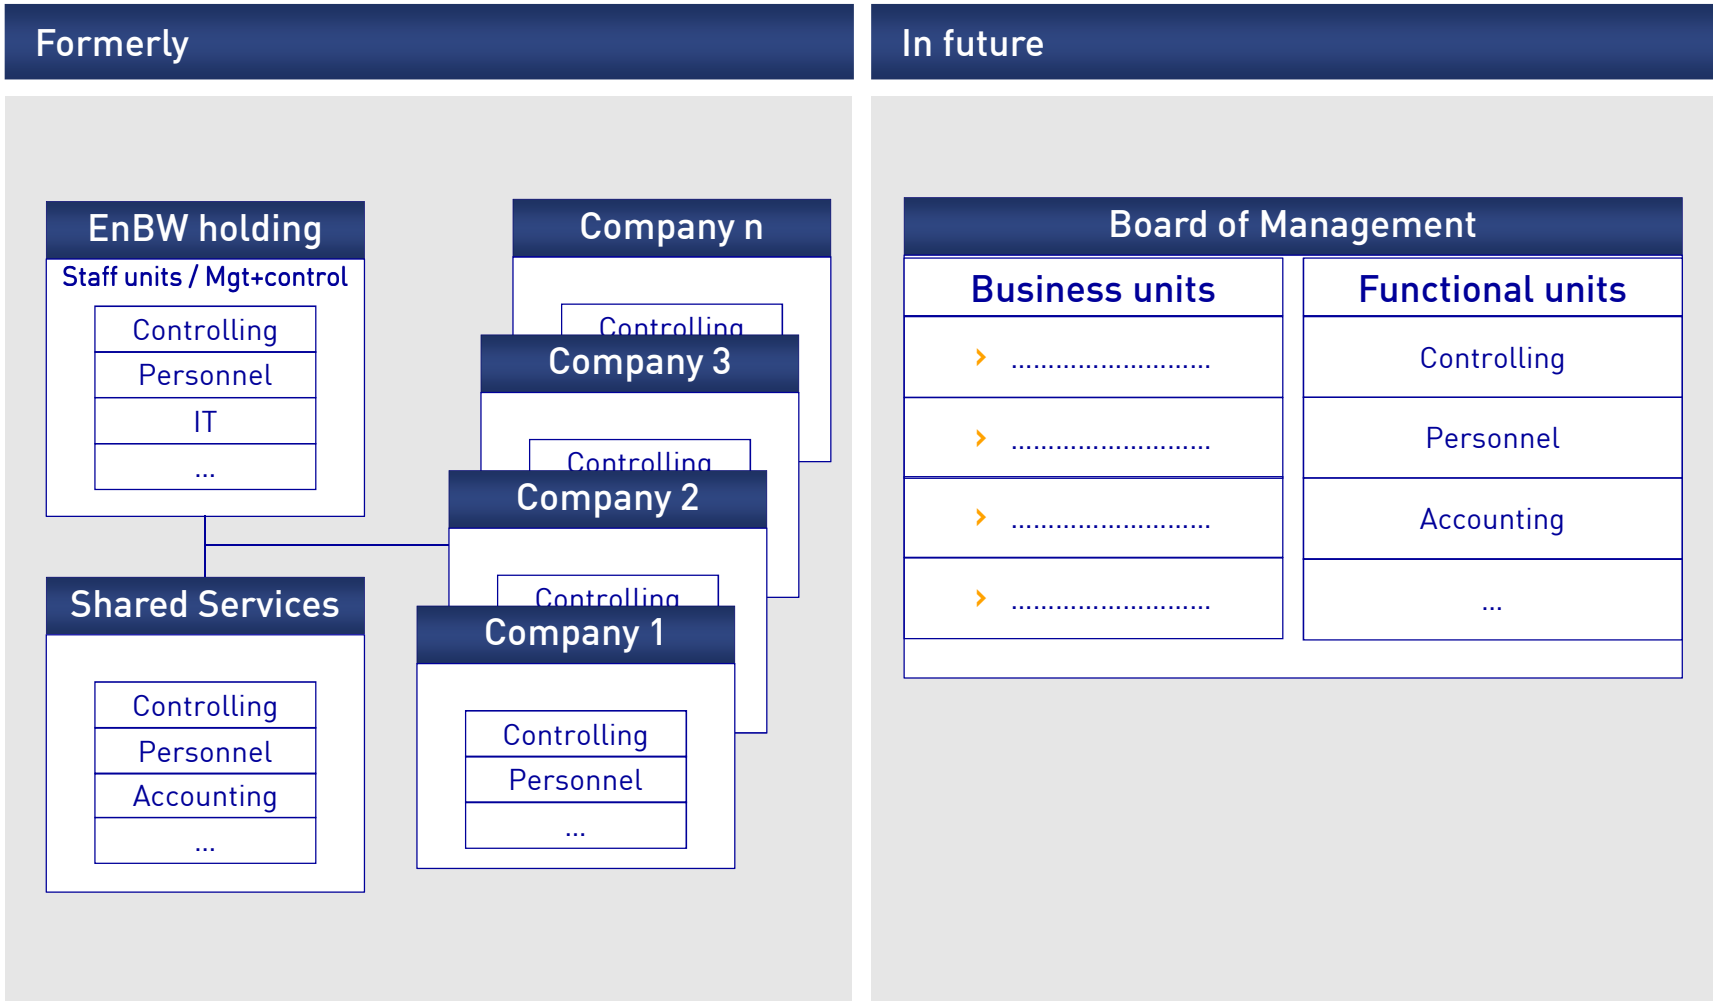 Formerly
EnBW holding
Staff units / Mgt+control
Controlling
Personnel
IT
...
Shared Services
Controlling
Personnel
Accounting
...
Company n
Controlling
Company 3
Controlling
Company 2
Controlling
Company 1
Controlling
Personnel
...
In future
Board of Management
Business units
› ...........................
› ...........................
› ...........................
› ...........................
Functional units
Controlling
Personnel
Accounting
...